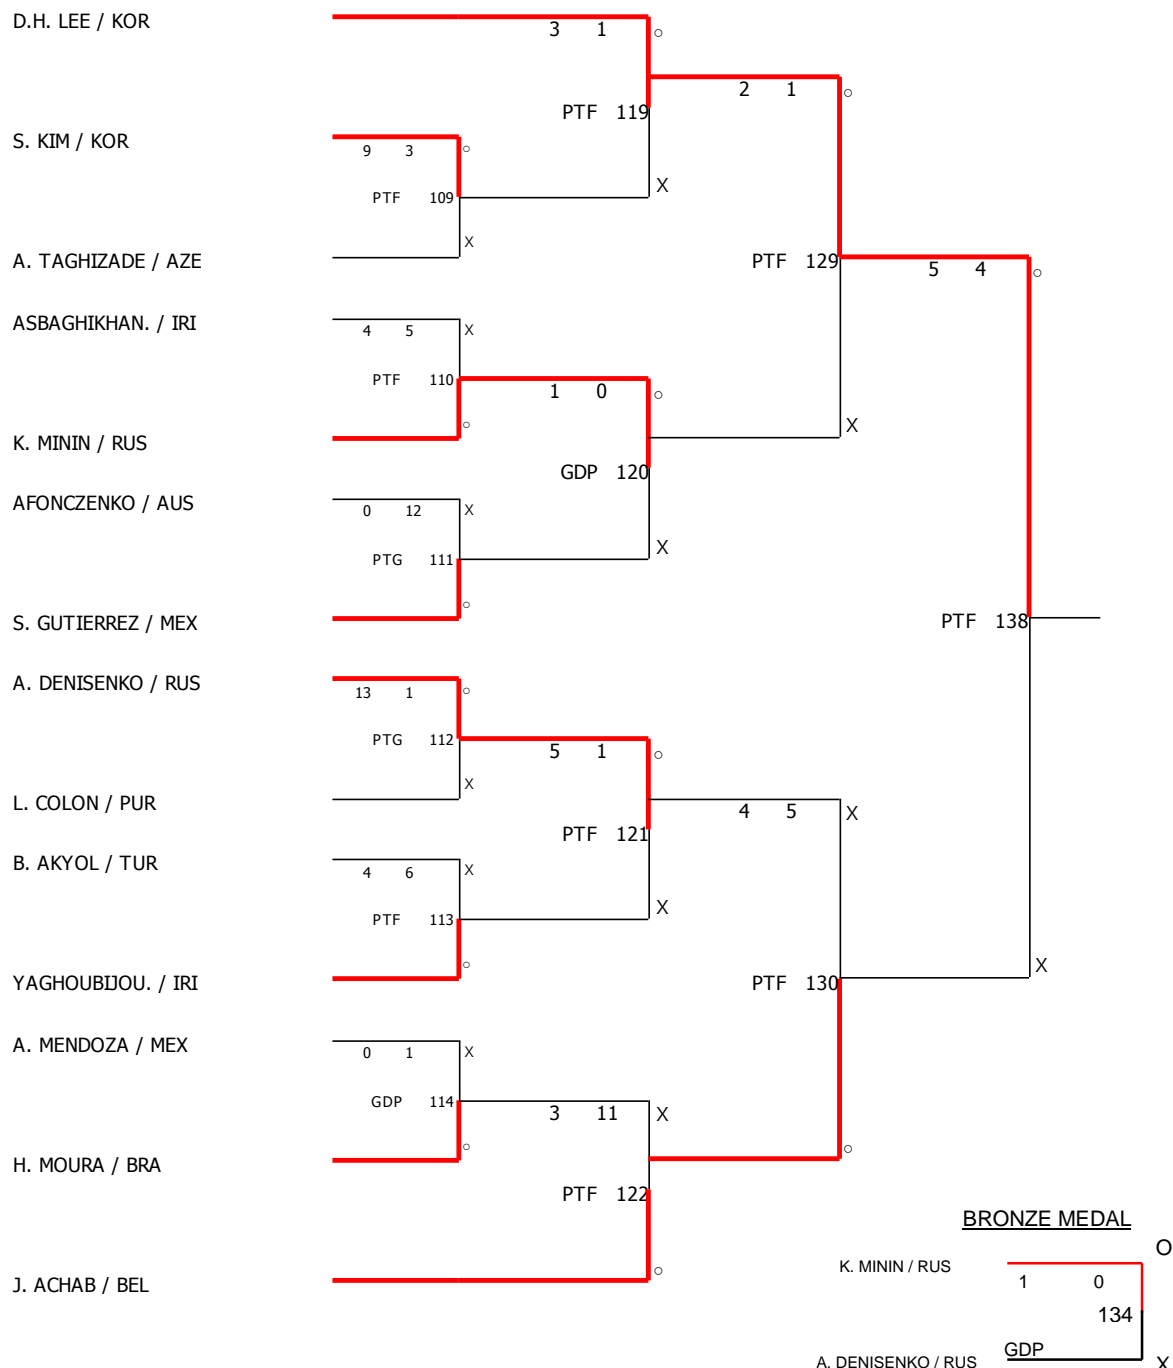 D.H. LEE / KOR
3 1 o
2 1 o
PTF 119
S. KIM / KOR
9 3 o
X
PTF 109
X
A. TAGHIZADE / AZE
PTF 129
5 4 o
ASBAGHIKHAN. / IRI
4 5 X
PTF 110
1 0 o
o
X
K. MININ / RUS
GDP 120
AFONCZENKO / AUS
0 12 X
X
PTG 111
o
S. GUTIERREZ / MEX
PTF 138
A. DENISENKO / RUS
13 1 o
PTG 112
5 1 o
X
L. COLON / PUR
4 5 X
PTF 121
B. AKYOL / TUR
4 6 X
X
PTF 113
o
X
YAGHOUBIJOU. / IRI
PTF 130
A. MENDOZA / MEX
0 1 X
GDP 114
3 11 X
o
o
H. MOURA / BRA
PTF 122
BRONZE MEDAL
O
K. MININ / RUS
o
J. ACHAB / BEL
1 0
134
GDP
A. DENISENKO / RUS
X